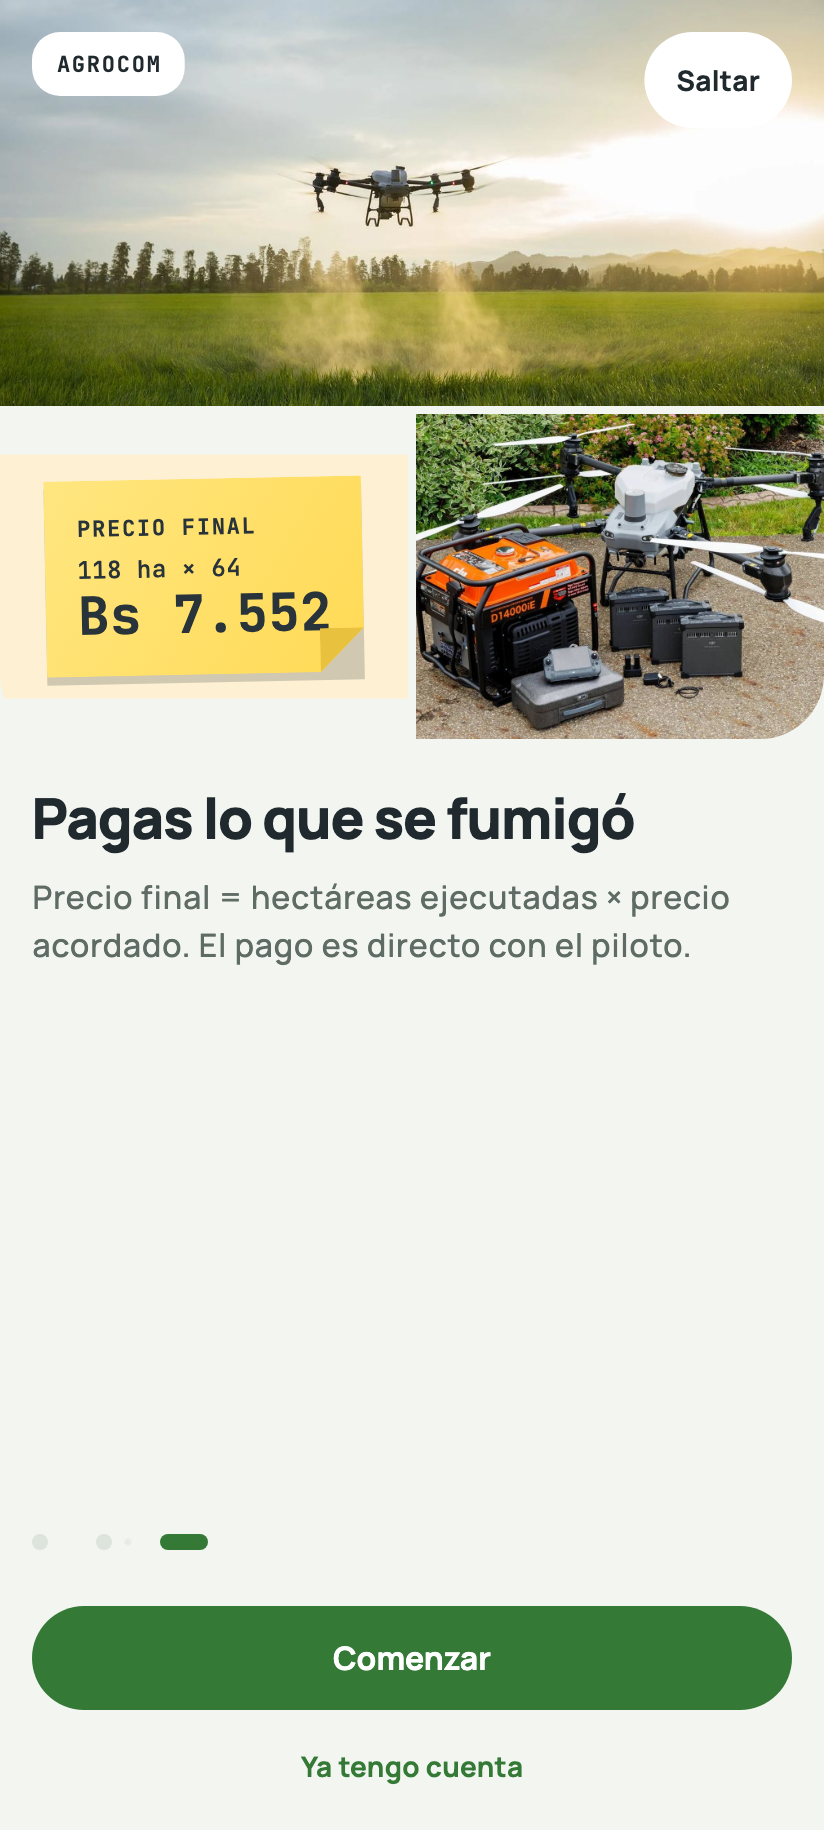 AGROCOM
Saltar
PRECIO FINAL
118 ha × 64
Bs 7.552
D14000iE
Pagas lo que se fumigó
Precio final = hectáreas ejecutadas × precio
acordado. El pago es directo con el piloto.
Comenzar
Ya tengo cuenta